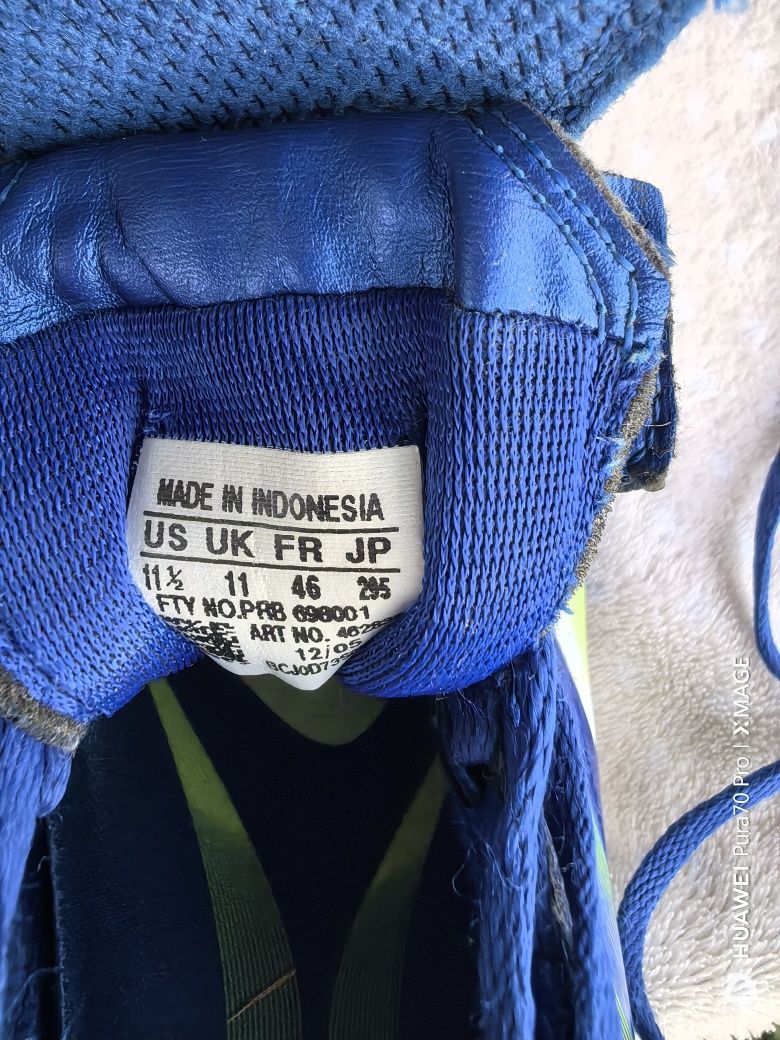 MADE IN INDONESIA
US UK FR JP
11½ 11 46 295
FTY NO.PRB 698001
ART NO.
12/05
HUAWEI Pura70 Pro | XMAGE